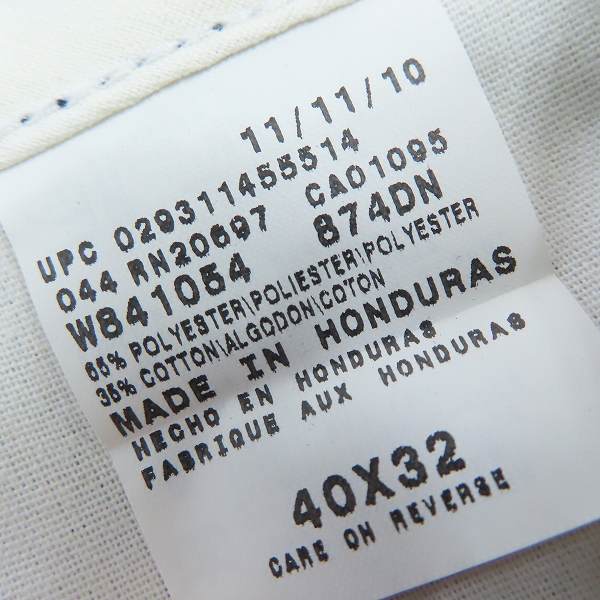 11/11/10
UPC 029311455514
044 RN20697 CA01095
W841054 874DN
65% POLYESTER\POLIESTER\POLYESTER
35% COTTON\ALGODON\COTON
MADE IN HONDURAS
HECHO EN HONDURAS
FABRIQUE AUX HONDURAS
40X32
CARE ON REVERSE